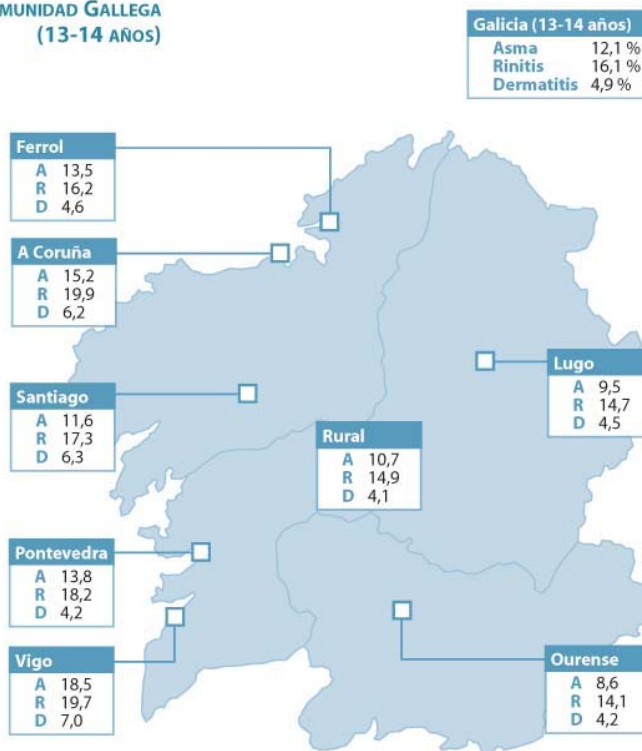 GALLEGA
(13-14 AÑOS)
Galicia (13-14 años)
Asma 12,1 %
Rinitis 16,1 %
Dermatitis 4,9 %
Ferrol
A 13,5
R 16,2
D 4,6
A Coruña
A 15,2
R 19,9
D 6,2
Santiago
A 11,6
R 17,3
D 6,3
Rural
A 10,7
R 14,9
D 4,1
Lugo
A 9,5
R 14,7
D 4,5
Pontevedra
A 13,8
R 18,2
D 4,2
Vigo
A 18,5
R 19,7
D 7,0
Ourense
A 8,6
R 14,1
D 4,2